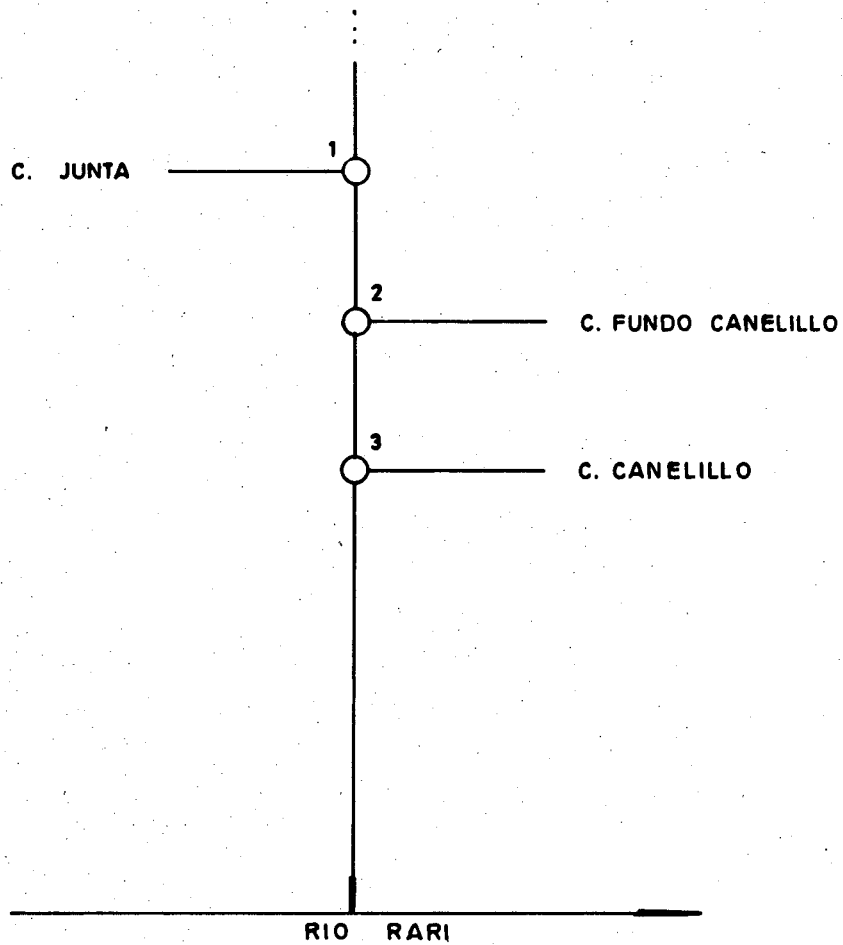 1
C. JUNTA
2
C. FUNDO CANELILLO
3
C. CANELILLO
RIO RARI